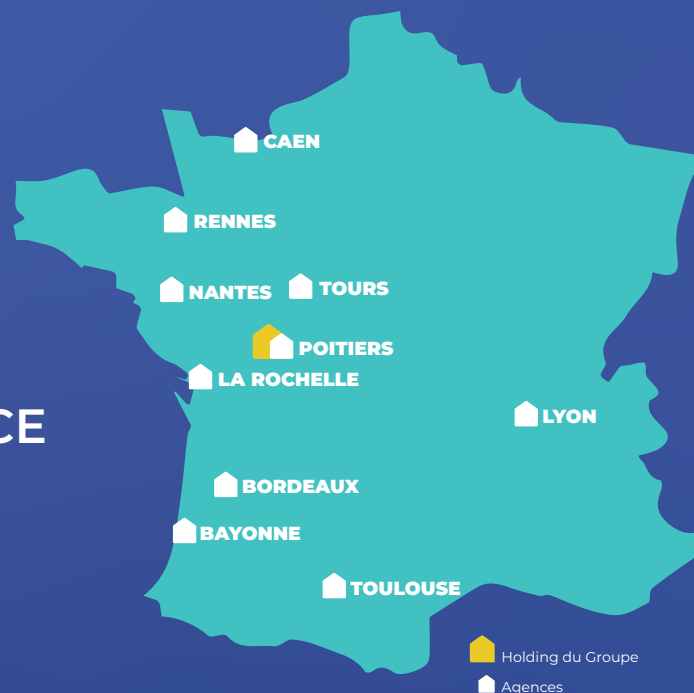 CAEN
RENNES
NANTES
TOURS
POITIERS
LA ROCHELLE
CE
LYON
BORDEAUX
BAYONNE
TOULOUSE
Holding du Groupe
Agences